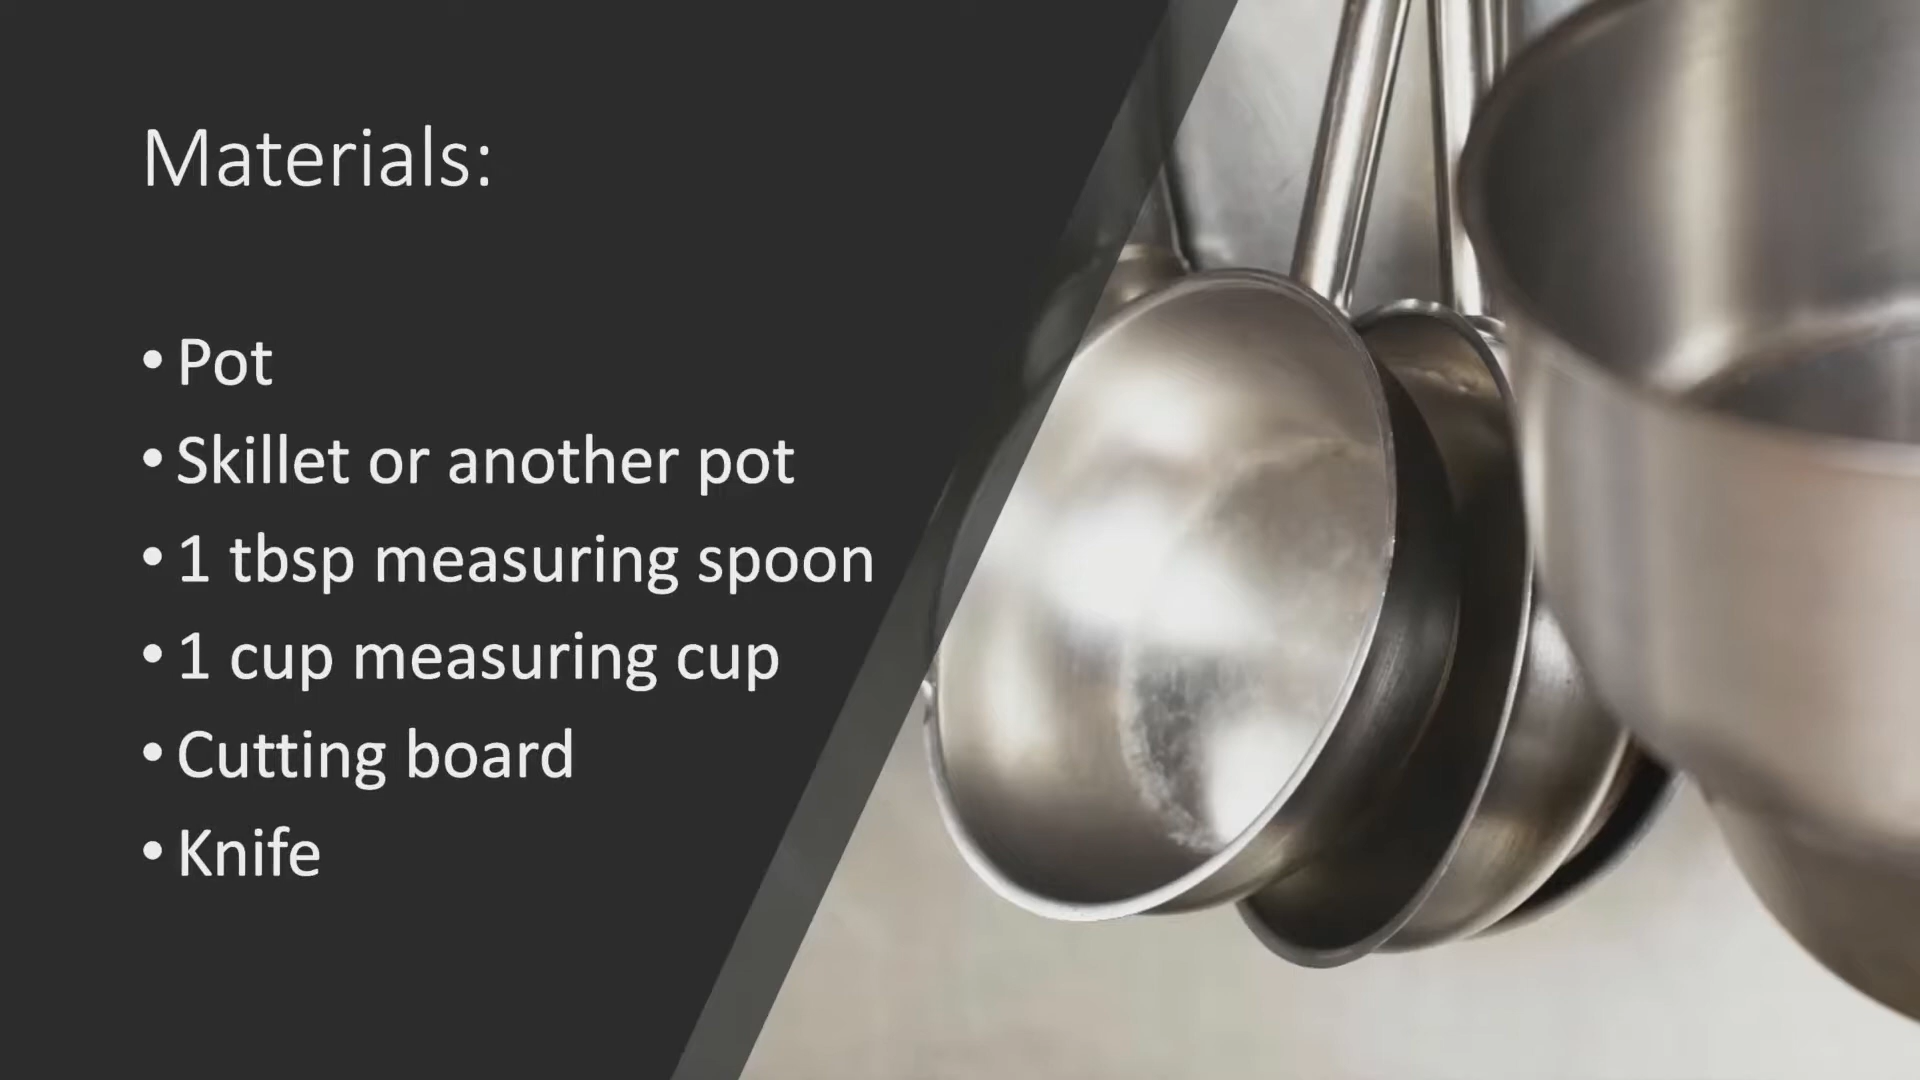 Materials:
• Pot
• Skillet or another pot
• 1 tbsp measuring spoon
• 1 cup measuring cup
• Cutting board
• Knife